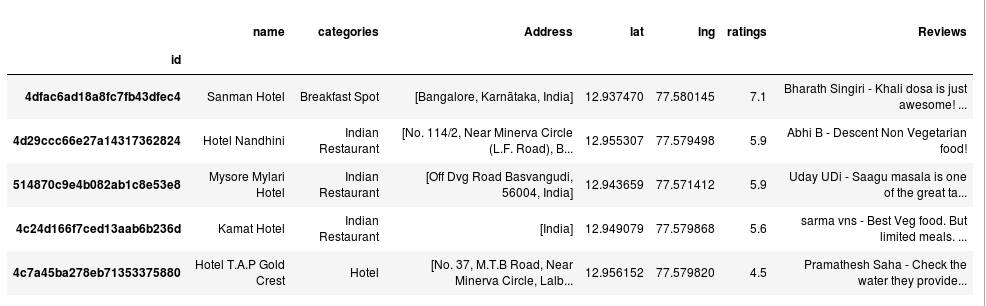 name categories Address lat lng ratings Reviews
id
4dfac6ad18a8fc7fb43dfec4 Sanman Hotel Breakfast Spot [Bangalore, Karnātaka, India] 12.937470 77.580145 7.1 Bharath Singiri - Khali dosa is just
awesome! ...
4d29ccc66e27a14317362824 Hotel Nandhini Indian
Restaurant [No. 114/2, Near Minerva Circle
(L.F. Road), B... 12.955307 77.579498 5.9 Abhi B - Descent Non Vegetarian
food!
514870c9e4b082ab1c8e53e8 Mysore Mylari
Hotel Indian
Restaurant [Off Dvg Road Basvangudi,
56004, India] 12.943659 77.571412 5.9 Uday UDi - Saagu masala is one
of the great ta...
4c24d166f7ced13aab6b236d Kamat Hotel Indian
Restaurant [India] 12.949079 77.579868 5.6 sarma vns - Best Veg food. But
limited meals. ...
4c7a45ba278eb71353375880 Hotel T.A.P Gold
Crest Hotel [No. 37, M.T.B Road, Near
Minerva Circle, Lalb... 12.956152 77.579820 4.5 Pramathesh Saha - Check the
water they provide...